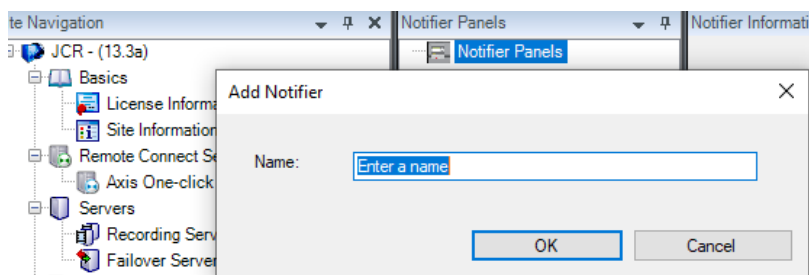 te Navigation
Notifier Panels
Notifier Informati
JCR - (13.3a)
Notifier Panels
Basics
License Informa
Site Information
Remote Connect Se
Axis One-click
Servers
Recording Serv
Failover Server
Add Notifier
Name:
Enter a name
OK
Cancel